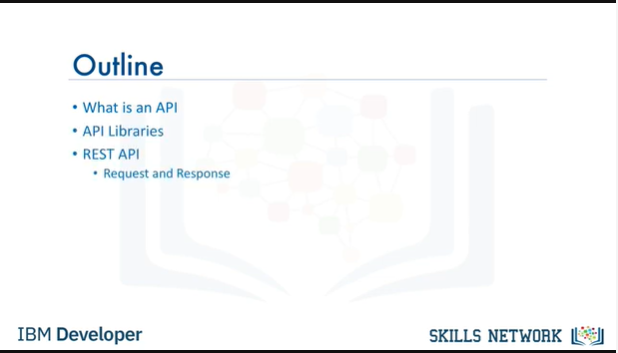 Outline
• What is an API
• API Libraries
• REST API
• Request and Response
IBM Developer
SKILLS NETWORK